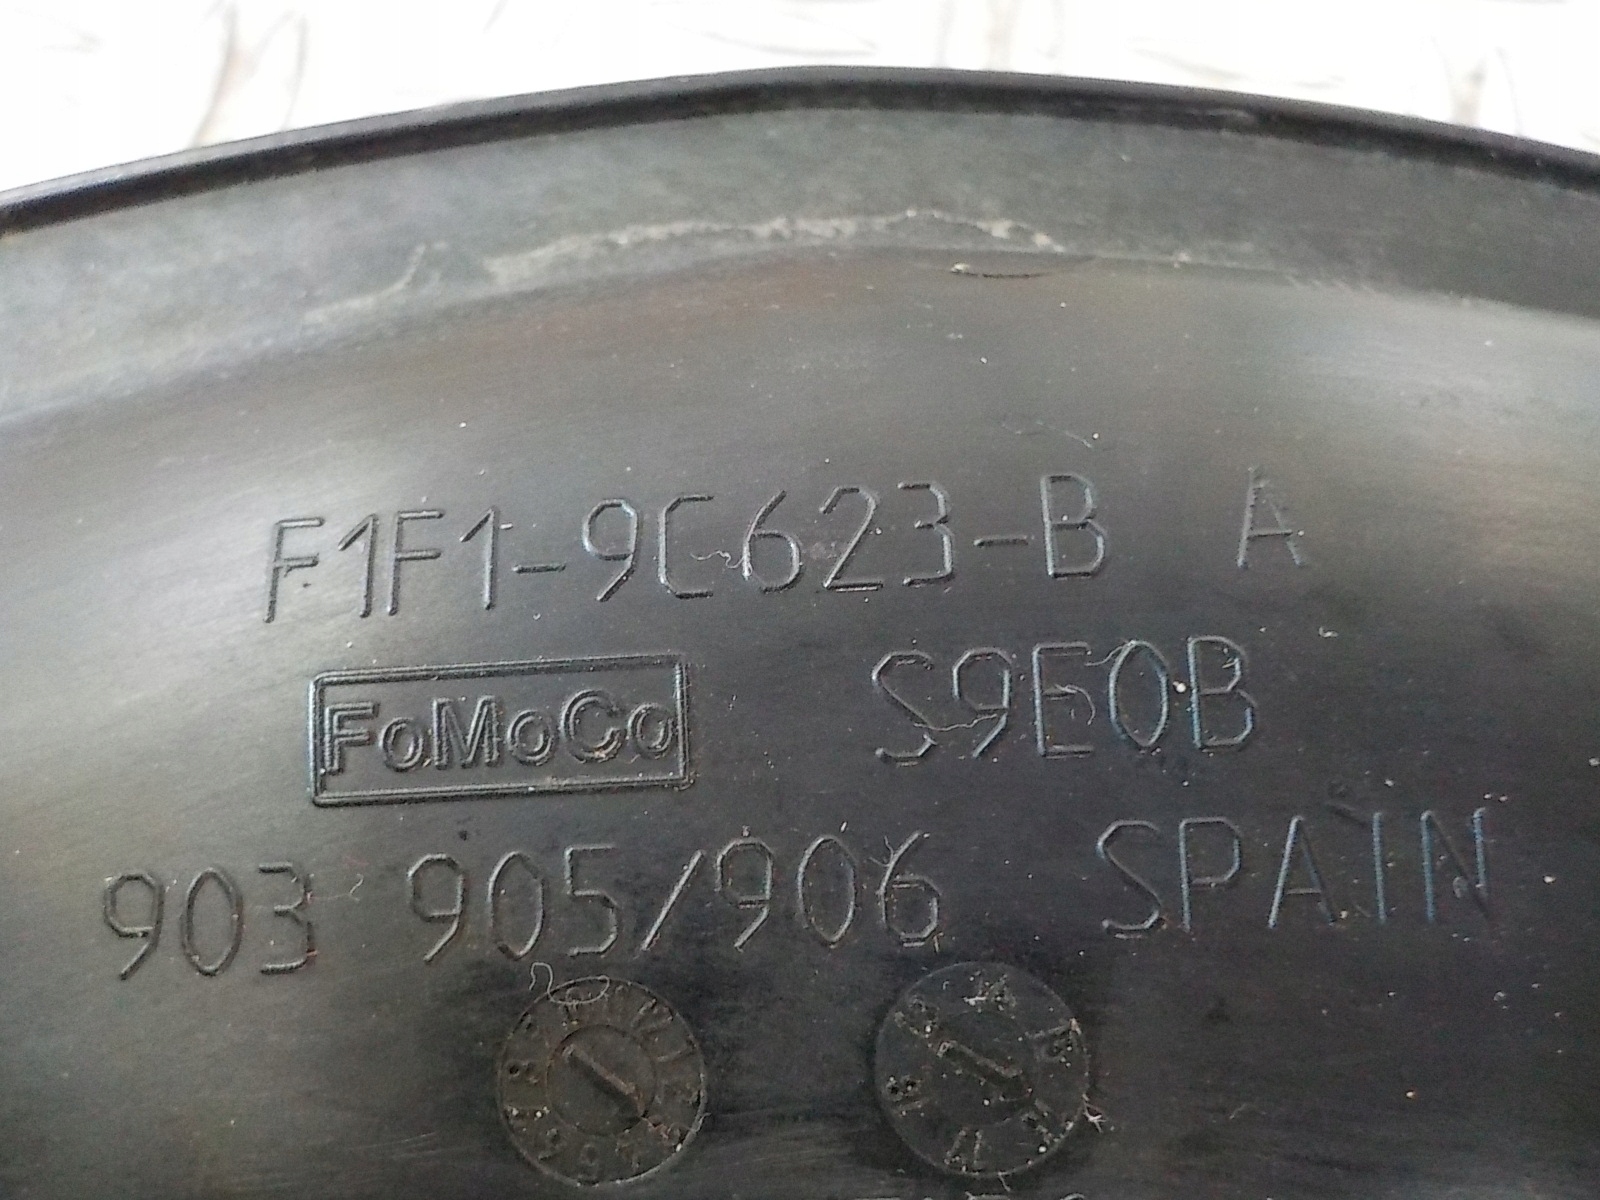 F1F1-9C623-B A
FoMoCo S9E0B
903 905/906 SPAIN